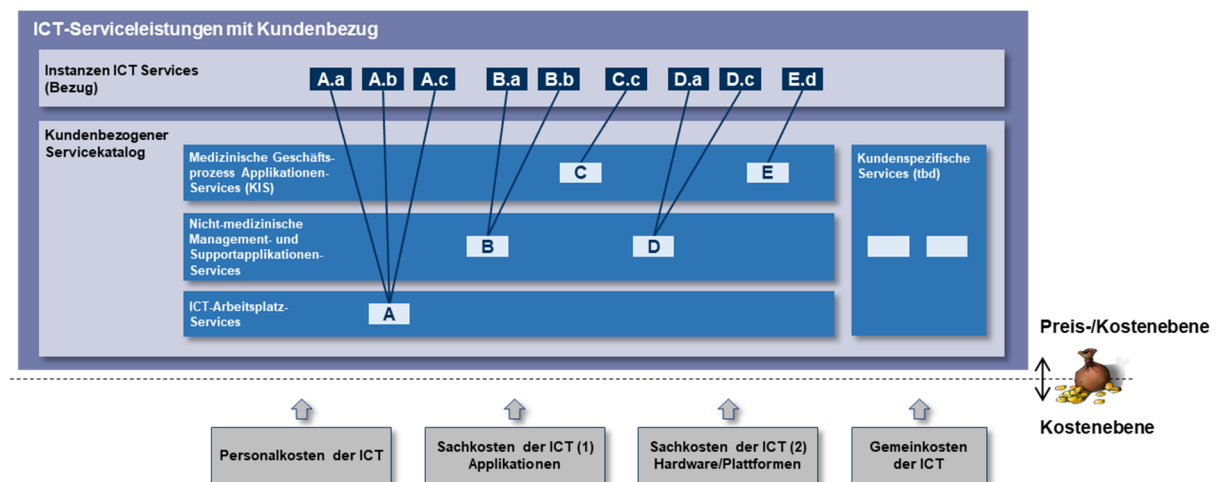 ICT-Serviceleistungen mit Kundenbezug
Instanzen ICT Services
(Bezug)
A.a A.b A.c B.a B.b C.c D.a D.c E.d
Kundenbezogener
Servicekatalog
Medizinische Geschäfts-
prozess Applikationen-
Services (KIS)
C
E
Kundenspezifische
Services (tbd)
Nicht-medizinische
Management- und
Supportapplikationen-
Services
B
D
ICT-Arbeitsplatz-
Services
A
Preis-/Kostenebene
Kostenebene
Personalkosten der ICT
Sachkosten der ICT (1)
Applikationen
Sachkosten der ICT (2)
Hardware/Plattformen
Gemeinkosten
der ICT